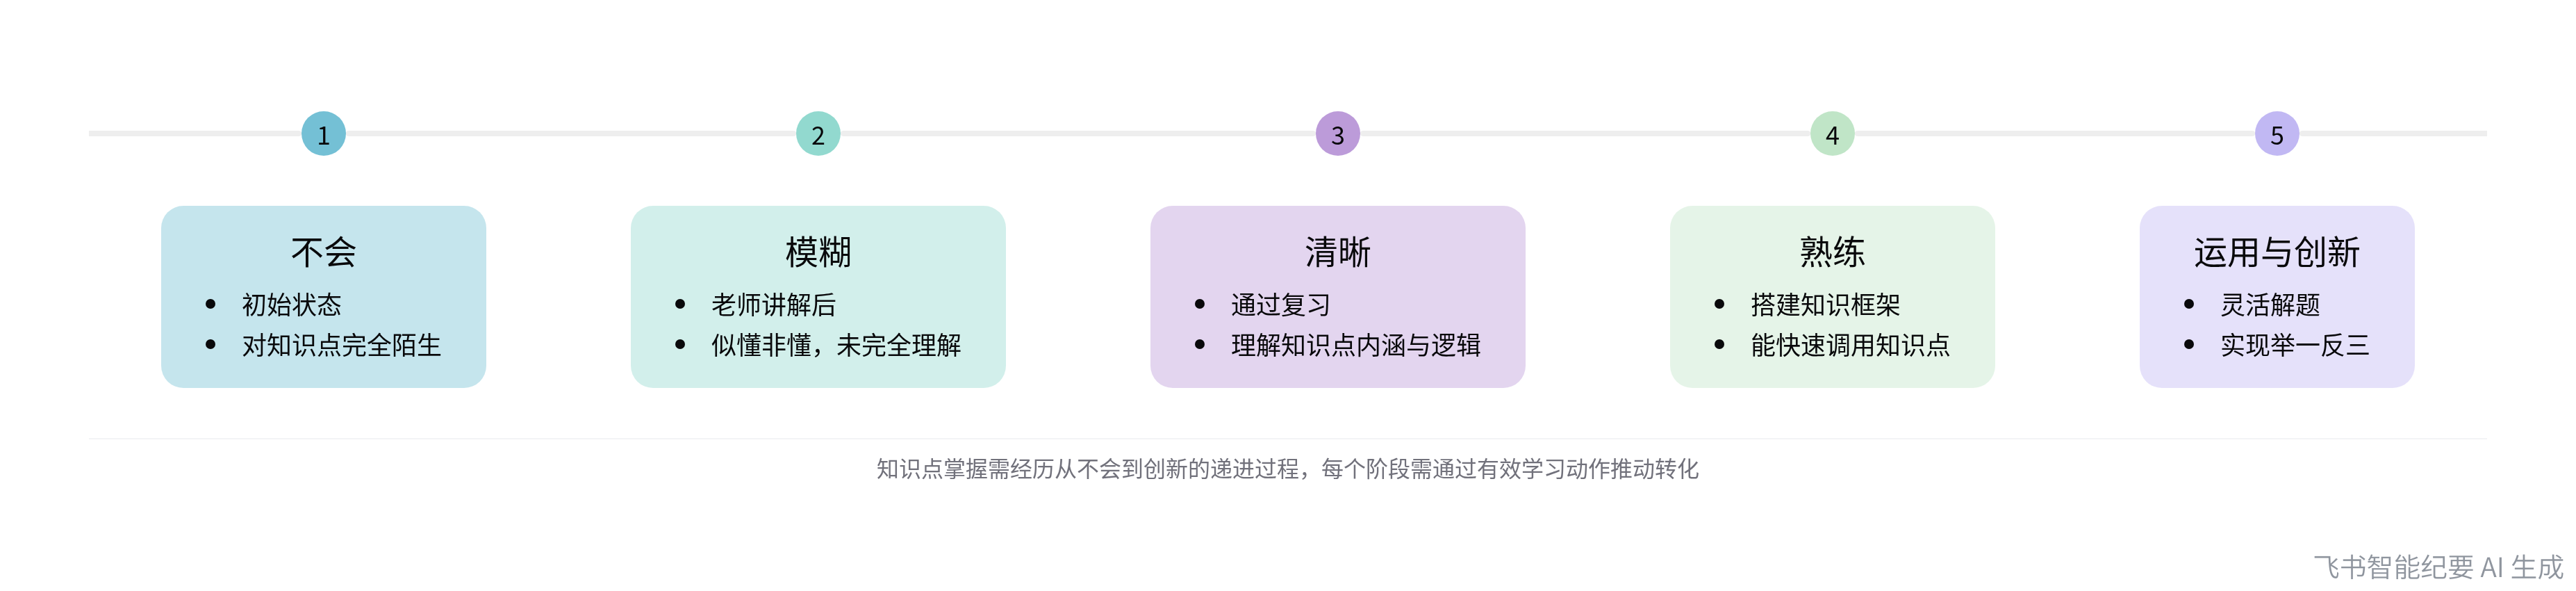 1
2
3
4
5
不会
• 初始状态
• 对知识点完全陌生
模糊
• 老师讲解后
• 似懂非懂，未完全理解
清晰
• 通过复习
• 理解知识点内涵与逻辑
熟练
• 搭建知识框架
• 能快速调用知识点
运用与创新
• 灵活解题
• 实现举一反三
知识点掌握需经历从不会到创新的递进过程，每个阶段需通过有效学习动作推动转化
飞书智能纪要 AI 生成